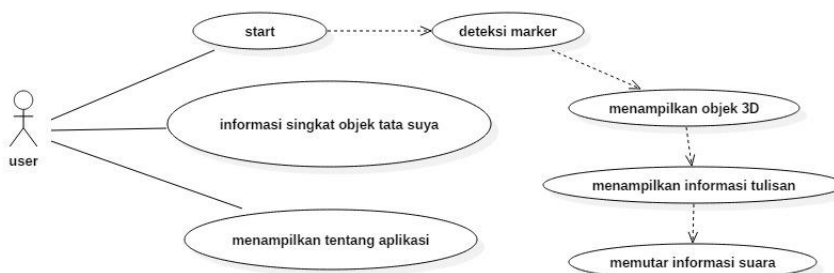 start
deteksi marker
menampilkan objek 3D
informasi singkat objek tata suya
user
menampilkan informasi tulisan
menampilkan tentang aplikasi
memutar informasi suara